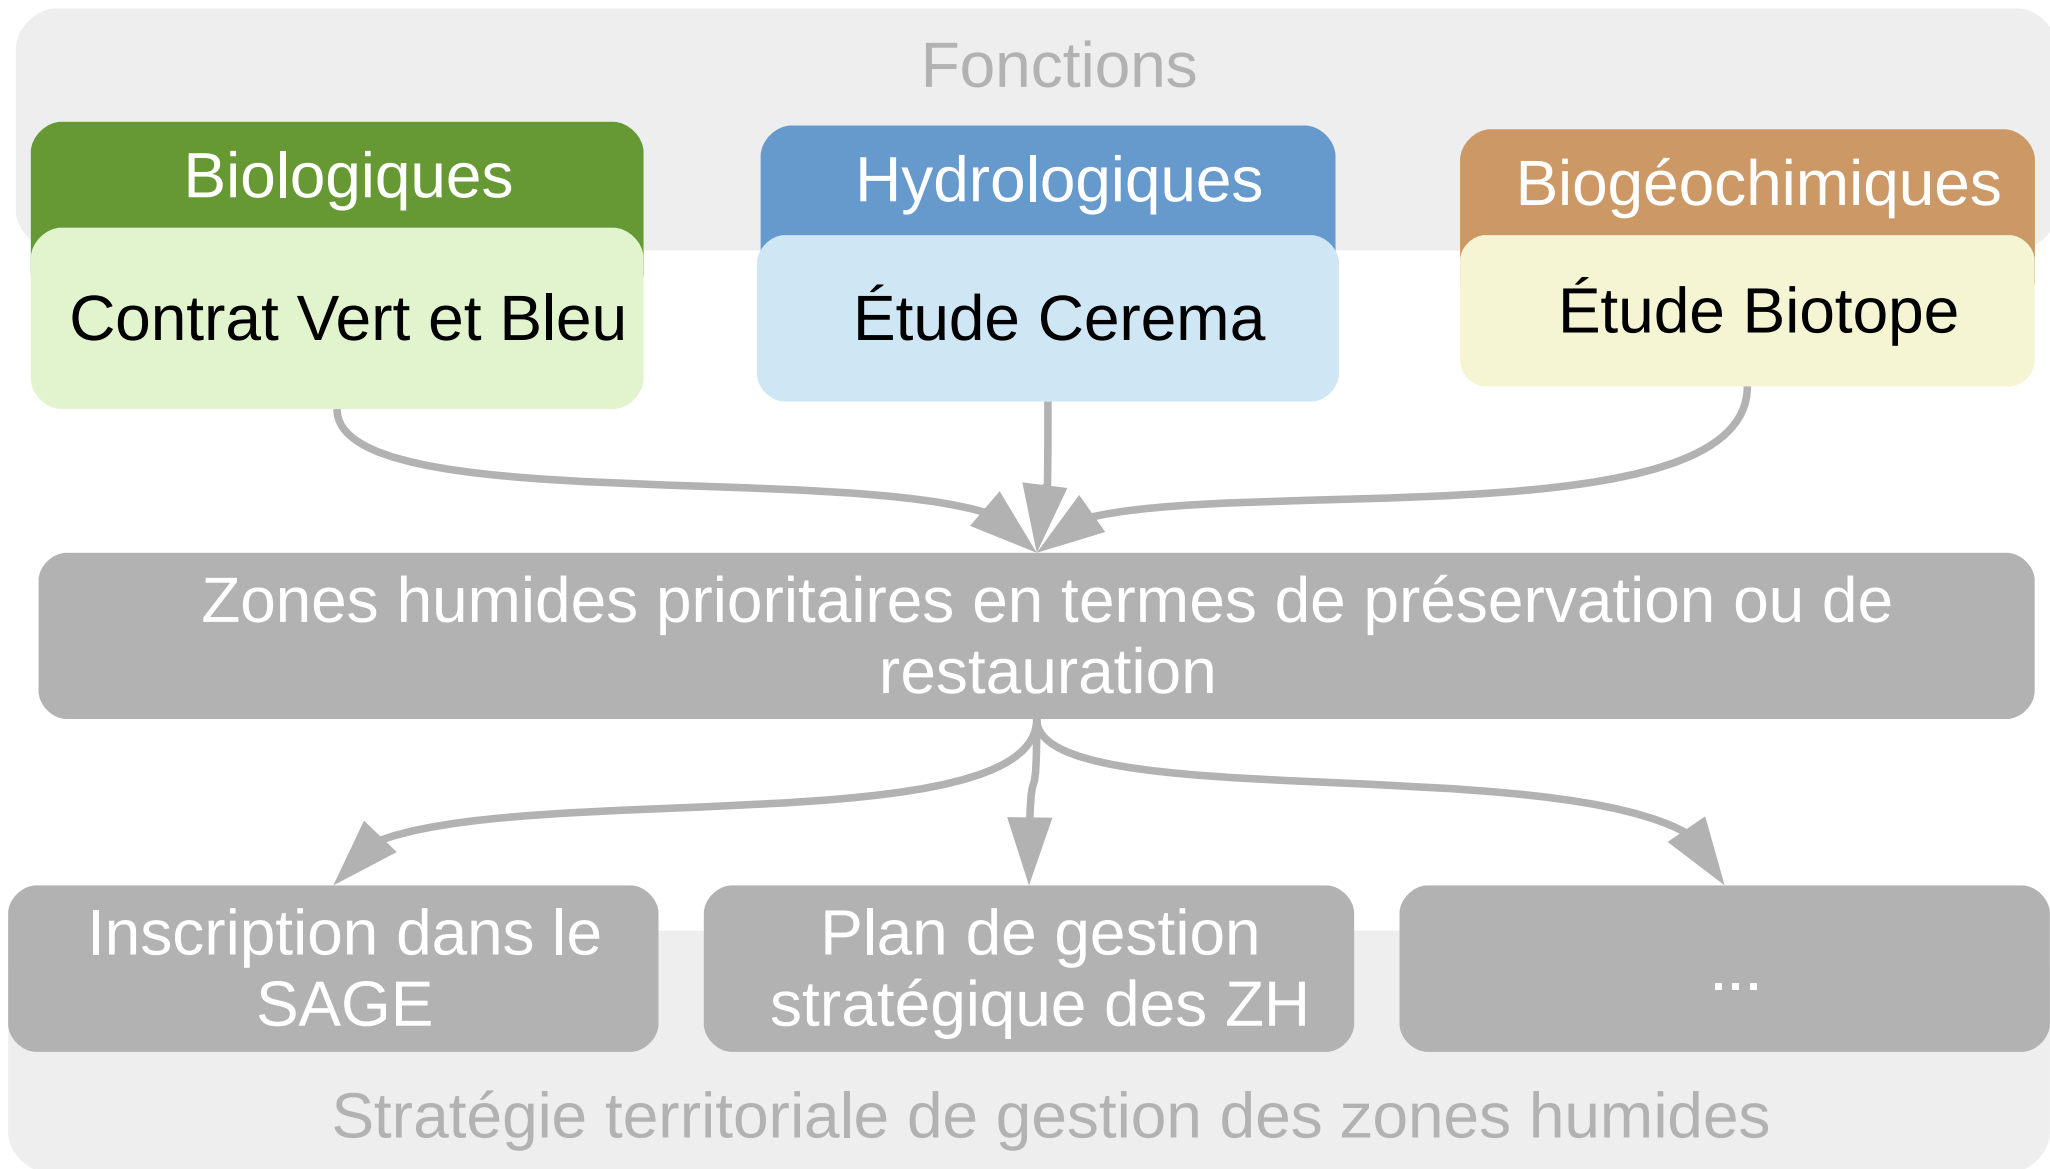 Fonctions
Biologiques
Hydrologiques
Biogéochimiques
Contrat Vert et Bleu
Étude Cerema
Étude Biotope
Zones humides prioritaires en termes de préservation ou de
restauration
Inscription dans le
SAGE
Plan de gestion
stratégique des ZH
...
Stratégie territoriale de gestion des zones humides